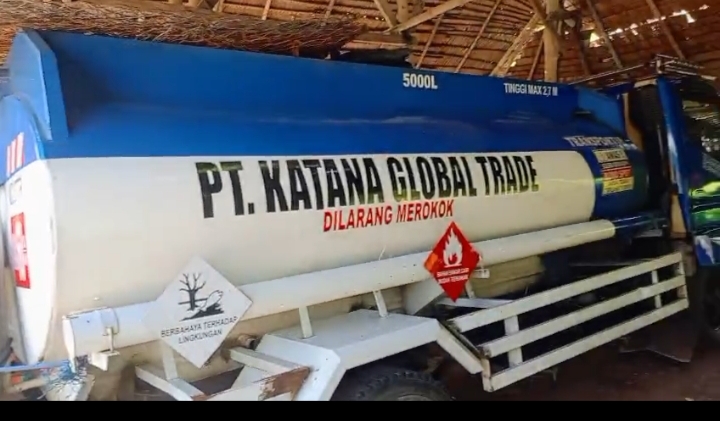 5000L
TINGGI MAX 2,7 M
PT. KATANA GLOBAL TRADE
DILARANG MEROKOK
BERBAHAYA TERHADAP
LINGKUNGAN